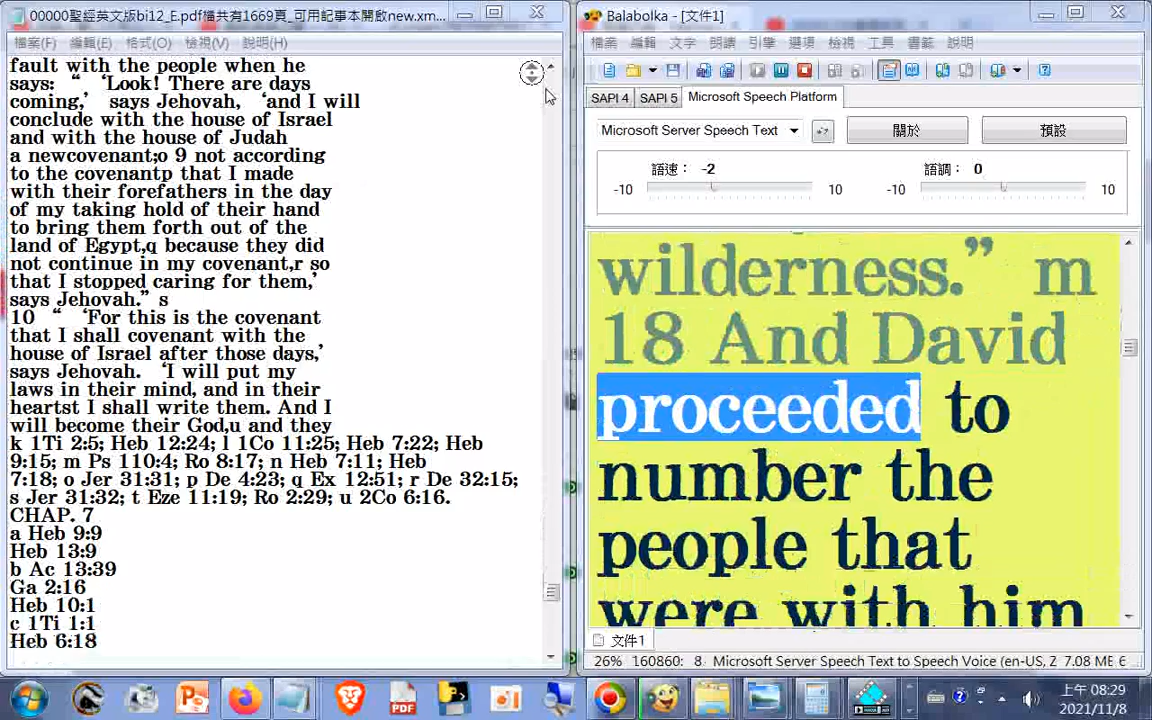 00000聖經英文版bi12_E.pdf檔共有1669頁_可用記事本開啟new.xm...
檔案(F) 編輯(E) 格式(O) 檢視(V) 說明(H)
fault with the people when he
says: “ ‘Look! There are days
coming,’ says Jehovah, ‘and I will
conclude with the house of Israel
and with the house of Judah
a newcovenant;o 9 not according
to the covenantp that I made
with their forefathers in the day
of my taking hold of their hand
to bring them forth out of the
land of Egypt,q because they did
not continue in my covenant,r so
that I stopped caring for them,’
says Jehovah.” s
10 “ ‘For this is the covenant
that I shall covenant with the
house of Israel after those days,’
says Jehovah. ‘I will put my
laws in their mind, and in their
heartst I shall write them. And I
will become their God,u and they
k 1Ti 2:5; Heb 12:24; l 1Co 11:25; Heb 7:22; Heb
9:15; m Ps 110:4; Ro 8:17; n Heb 7:11; Heb
7:18; o Jer 31:31; p De 4:23; q Ex 12:51; r De 32:15;
s Jer 31:32; t Eze 11:19; Ro 2:29; u 2Co 6:16.
CHAP. 7
a Heb 9:9
Heb 13:9
b Ac 13:39
Ga 2:16
Heb 10:1
c 1Ti 1:1
Heb 6:18
Balabolka - [文件1]
檔案 編輯 文字 朗讀 引擎 選項 檢視 工具 書籤 說明
SAPI 4 SAPI 5 Microsoft Speech Platform
Microsoft Server Speech Text 關於 預設
語速: -2 語調: 0
-10 10 -10 10
wilderness.” m
18 And David
proceeded to
number the
people that
were with him
文件1
26% 160860: 8 Microsoft Server Speech Text to Speech Voice (en-US, 2 7.08 ME 6
PDF
上午 08:29
2021/11/8